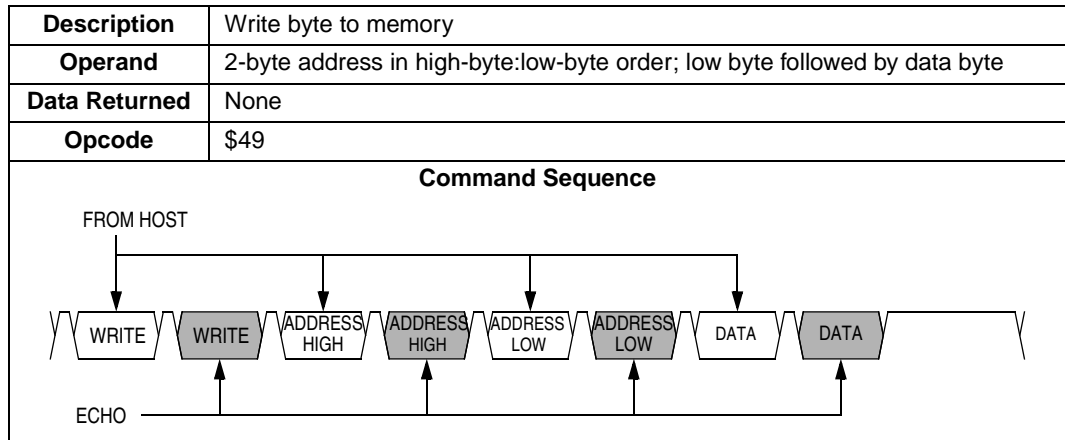 Description Write byte to memory
Operand 2-byte address in high-byte:low-byte order; low byte followed by data byte
Data Returned None
Opcode $49
Command Sequence
FROM HOST
WRITE WRITE ADDRESS HIGH ADDRESS HIGH ADDRESS LOW ADDRESS LOW DATA DATA
ECHO